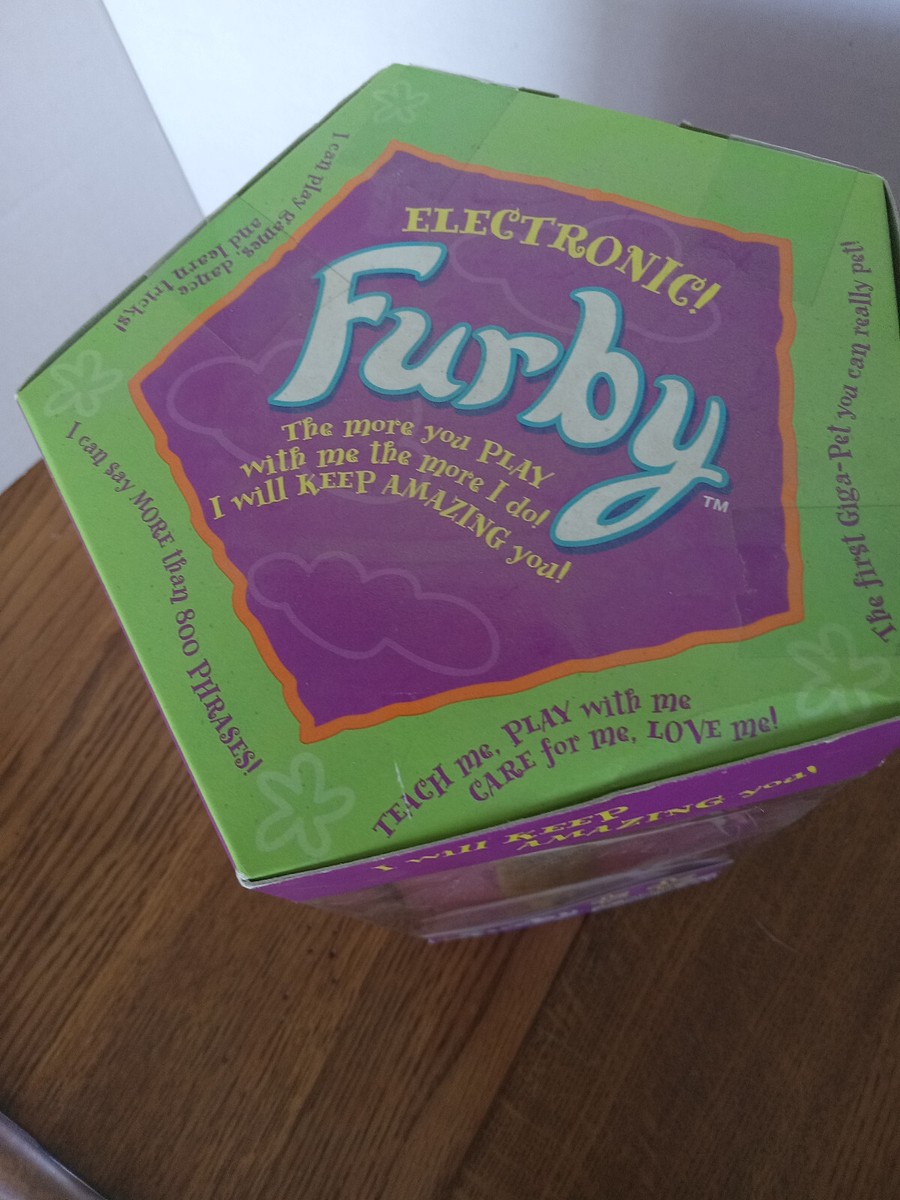 ELECTRONIC!
Furby
TM
The more you PLAY
with me the more I do!
I will KEEP AMAZING you!
I can play games, dance
and learn tricks!
The first Giga-Pet you can really pet!
I can say MORE than 800 PHRASES!
TEACH me, PLAY with me
CARE for me, LOVE me!
I will KEEP
AMAZING you!